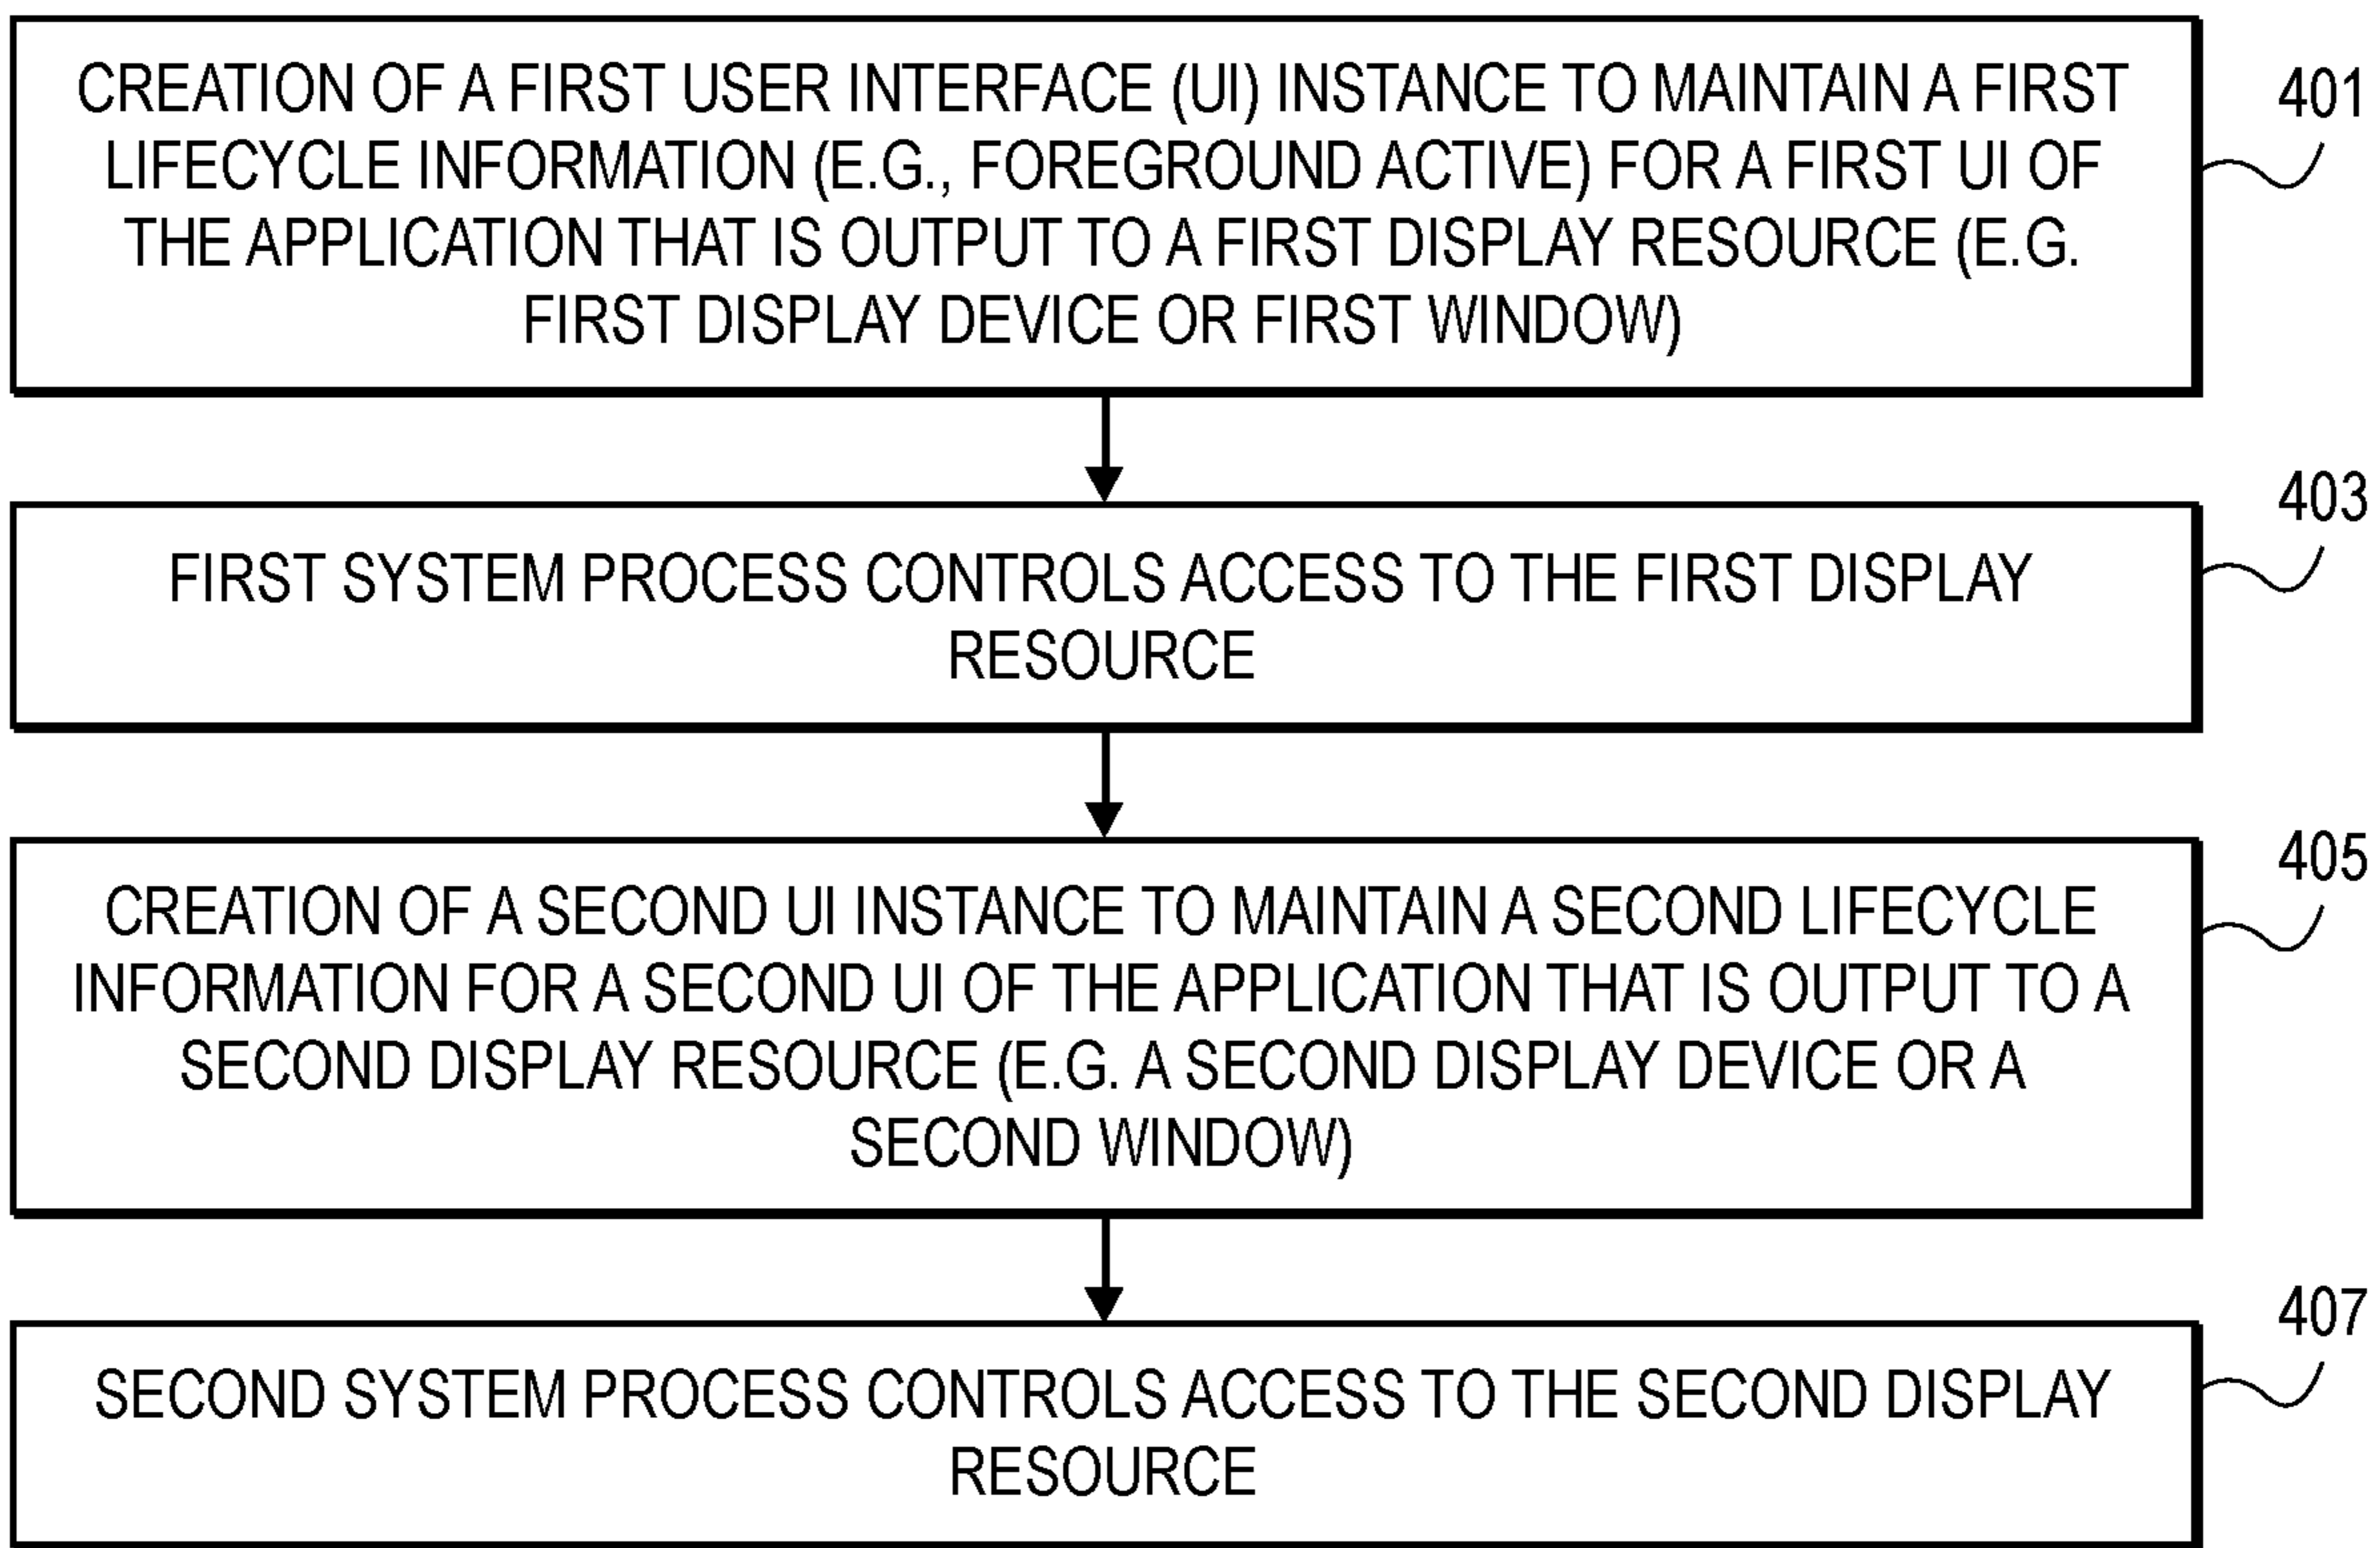 CREATION OF A FIRST USER INTERFACE (UI) INSTANCE TO MAINTAIN A FIRST
LIFECYCLE INFORMATION (E.G., FOREGROUND ACTIVE) FOR A FIRST UI OF
THE APPLICATION THAT IS OUTPUT TO A FIRST DISPLAY RESOURCE (E.G.
FIRST DISPLAY DEVICE OR FIRST WINDOW)
401
FIRST SYSTEM PROCESS CONTROLS ACCESS TO THE FIRST DISPLAY
RESOURCE
403
CREATION OF A SECOND UI INSTANCE TO MAINTAIN A SECOND LIFECYCLE
INFORMATION FOR A SECOND UI OF THE APPLICATION THAT IS OUTPUT TO A
SECOND DISPLAY RESOURCE (E.G. A SECOND DISPLAY DEVICE OR A
SECOND WINDOW)
405
SECOND SYSTEM PROCESS CONTROLS ACCESS TO THE SECOND DISPLAY
RESOURCE
407